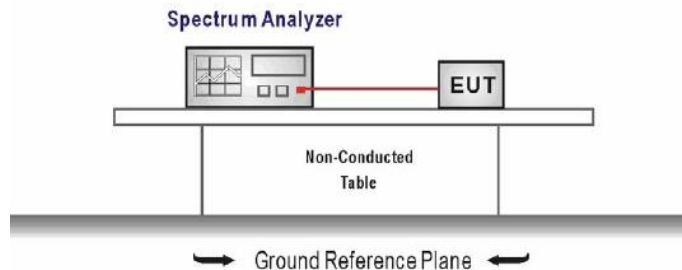 Spectrum Analyzer
EUT
Non-Conducted
Table
Ground Reference Plane